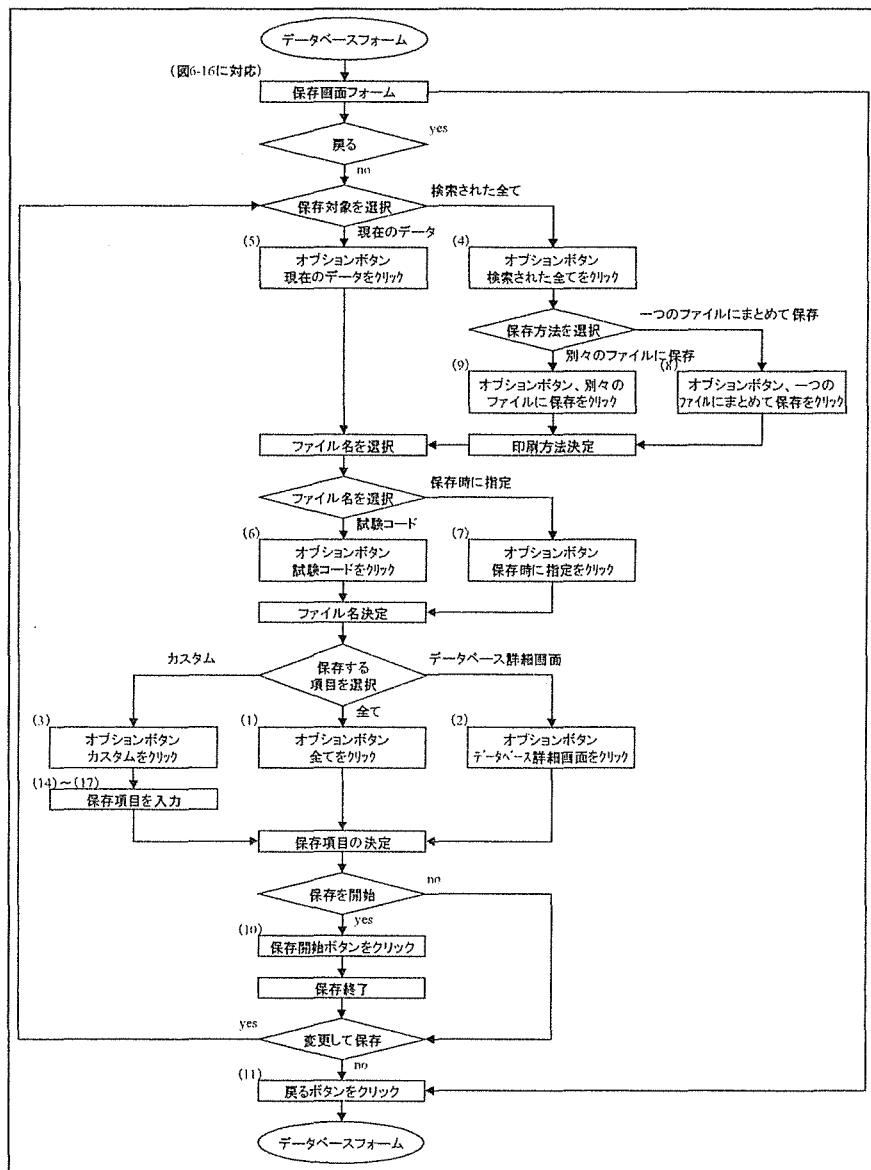 データベースフォーム
(図6-16に対応)
保存画面フォーム
yes
戻る
no
検索された全て
保存対象を選択
現在のデータ
(5)
オプションボタン
現在のデータをクリック
(4)
オプションボタン
検索された全てをクリック
一つのファイルにまとめて保存
保存方法を選択
別々のファイルに保存
(9)
オプションボタン、別々の
ファイルに保存をクリック
(8)
オプションボタン、一つの
ファイルにまとめて保存をクリック
ファイル名を選択
印刷方法決定
保存時に指定
ファイル名を選択
試験コード
(6)
オプションボタン
試験コードをクリック
(7)
オプションボタン
保存時に指定をクリック
ファイル名決定
カスタム
保存する
項目を選択
データベース詳細画面
全て
(3)
オプションボタン
カスタムをクリック
(1)
オプションボタン
全てをクリック
(2)
オプションボタン
データベース詳細画面をクリック
(14)～(17)
保存項目を入力
保存項目の決定
no
保存を開始
yes
(10)
保存開始ボタンをクリック
保存終了
yes
変更して保存
no
(11)
戻るボタンをクリック
データベースフォーム